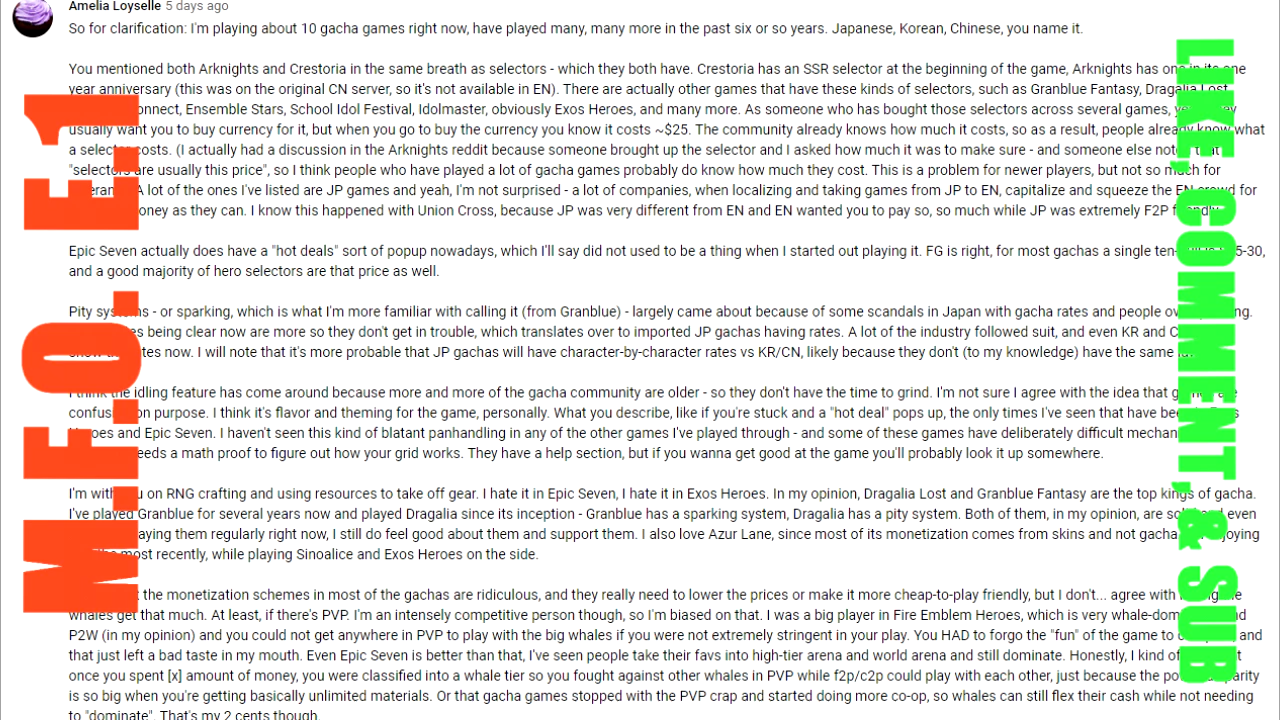 Amelia Loyselle 5 days ago
So for clarification: I'm playing about 10 gacha games right now, have played many, many more in the past six or so years. Japanese, Korean, Chinese, you name it.
You mentioned both Arknights and Crestoria in the same breath as selectors - which they both have. Crestoria has an SSR selector at the beginning of the game, Arknights has one in its one
year anniversary (this was on the original CN server, so it's not available in EN). There are actually other games that have these kinds of selectors, such as Granblue Fantasy, Dragalia Lost,
onnect, Ensemble Stars, School Idol Festival, Idolmaster, obviously Exos Heroes, and many more. As someone who has bought those selectors across several games,
usually want you to buy currency for it, but when you go to buy the currency you know it costs ~$25. The community already knows how much it costs, so as a result, people already know what
a selector costs. (I actually had a discussion in the Arknights reddit because someone brought up the selector and I asked how much it was to make sure - and someone else noted that
"selectors are usually this price", so I think people who have played a lot of gacha games probably do know how much they cost. This is a problem for newer players, but not so much for
A lot of the ones I've listed are JP games and yeah, I'm not surprised - a lot of companies, when localizing and taking games from JP to EN, capitalize and squeeze the EN crowd for
oney as they can. I know this happened with Union Cross, because JP was very different from EN and EN wanted you to pay so, so much while JP was extremely F2P friendly.
Epic Seven actually does have a "hot deals" sort of popup nowadays, which I'll say did not used to be a thing when I started out playing it. FG is right, for most gachas a single ten- 5-30,
and a good majority of hero selectors are that price as well.
Pity systems - or sparking, which is what I'm more familiar with calling it (from Granblue) - largely came about because of some scandals in Japan with gacha rates and people
es being clear now are more so they don't get in trouble, which translates over to imported JP gachas having rates. A lot of the industry followed suit, and even KR and
now. I will note that it's more probable that JP gachas will have character-by-character rates vs KR/CN, likely because they don't (to my knowledge) have the same
I think the idling feature has come around because more and more of the gacha community are older - so they don't have the time to grind. I'm not sure I agree with the idea that
on purpose. I think it's flavor and theming for the game, personally. What you describe, like if you're stuck and a "hot deal" pops up, the only times I've seen that have
Heroes and Epic Seven. I haven't seen this kind of blatant panhandling in any of the other games I've played through - and some of these games have deliberately difficult
eeds a math proof to figure out how your grid works. They have a help section, but if you wanna get good at the game you'll probably look it up somewhere.
I'm with you on RNG crafting and using resources to take off gear. I hate it in Epic Seven, I hate it in Exos Heroes. In my opinion, Dragalia Lost and Granblue Fantasy are the top kings of gacha.
I've played Granblue for several years now and played Dragalia since its inception - Granblue has a sparking system, Dragalia has a pity system. Both of them, in my opinion, are even
aying them regularly right now, I still do feel good about them and support them. I also love Azur Lane, since most of its monetization comes from skins and not gacha.
most recently, while playing Sinoalice and Exos Heroes on the side.
the monetization schemes in most of the gachas are ridiculous, and they really need to lower the prices or make it more cheap-to-play friendly, but I don't... agree with
whales get that much. At least, if there's PVP. I'm an intensely competitive person though, so I'm biased on that. I was a big player in Fire Emblem Heroes, which is very
P2W (in my opinion) and you could not get anywhere in PVP to play with the big whales if you were not extremely stringent in your play. You HAD to forgo the "fun" of the game to and
that just left a bad taste in my mouth. Even Epic Seven is better than that, I've seen people take their favs into high-tier arena and world arena and still dominate. Honestly, I kind of
once you spent [x] amount of money, you were classified into a whale tier so you fought against other whales in PVP while f2p/c2p could play with each other, just because the
is so big when you're getting basically unlimited materials. Or that gacha games stopped with the PVP crap and started doing more co-op, so whales can still flex their cash while not needing
to "dominate". That's my 2 cents though.
M.F.O. E.1
LIKE, COMMENT, & SUB